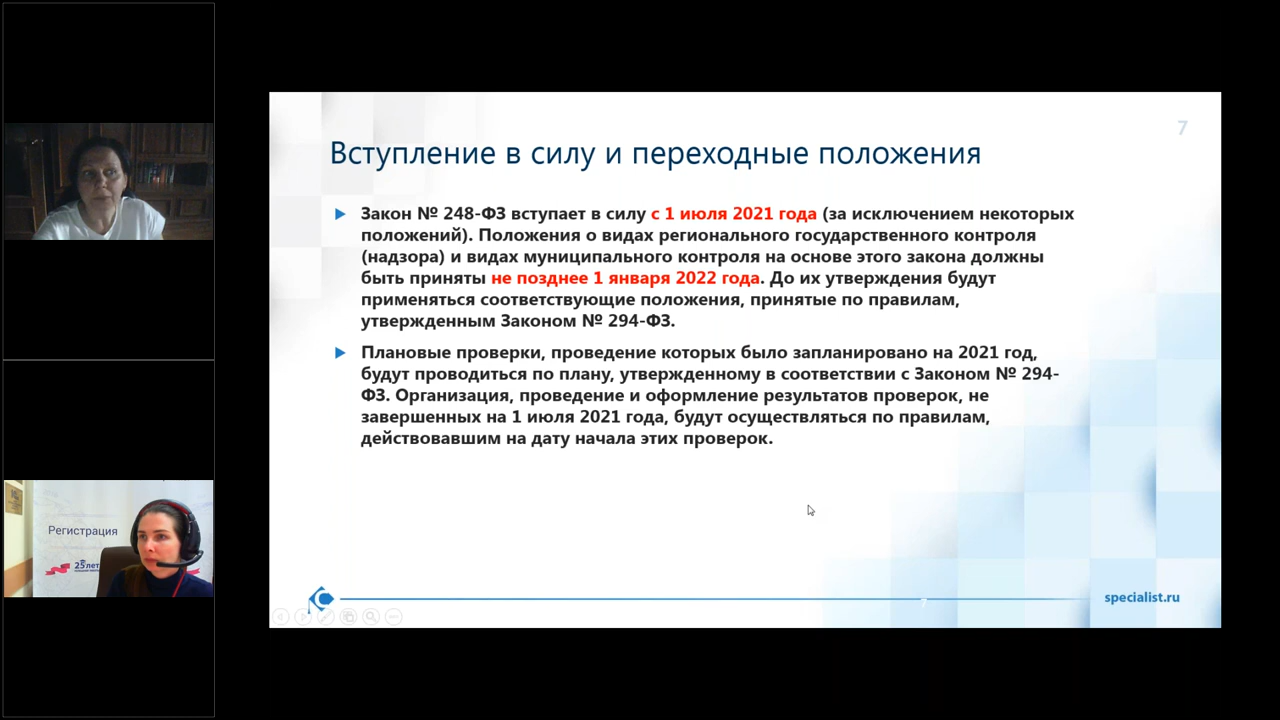 7
Вступление в силу и переходные положения
Закон № 248-ФЗ вступает в силу с 1 июля 2021 года (за исключением некоторых
положений). Положения о видах регионального государственного контроля
(надзора) и видах муниципального контроля на основе этого закона должны
быть приняты не позднее 1 января 2022 года. До их утверждения будут
применяться соответствующие положения, принятые по правилам,
утвержденным Законом № 294-ФЗ.
Плановые проверки, проведение которых было запланировано на 2021 год,
будут проводиться по плану, утвержденному в соответствии с Законом № 294-
ФЗ. Организация, проведение и оформление результатов проверок, не
завершенных на 1 июля 2021 года, будут осуществляться по правилам,
действовавшим на дату начала этих проверок.
7
specialist.ru
Регистрация
25 лет